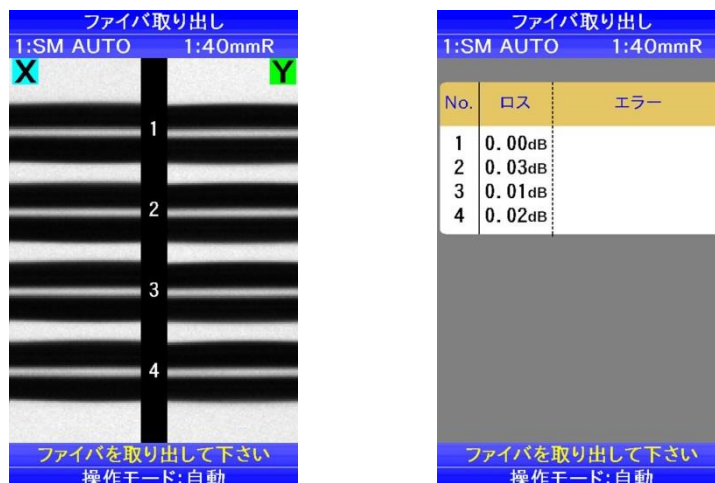 ファイバ取り出し
1:SM AUTO 1:40mmR
X Y
1
2
3
4
ファイバを取り出して下さい
操作モード:自動
ファイバ取り出し
1:SM AUTO 1:40mmR
No. ロス エラー
1 0.00dB
2 0.03dB
3 0.01dB
4 0.02dB
ファイバを取り出して下さい
操作モード:自動